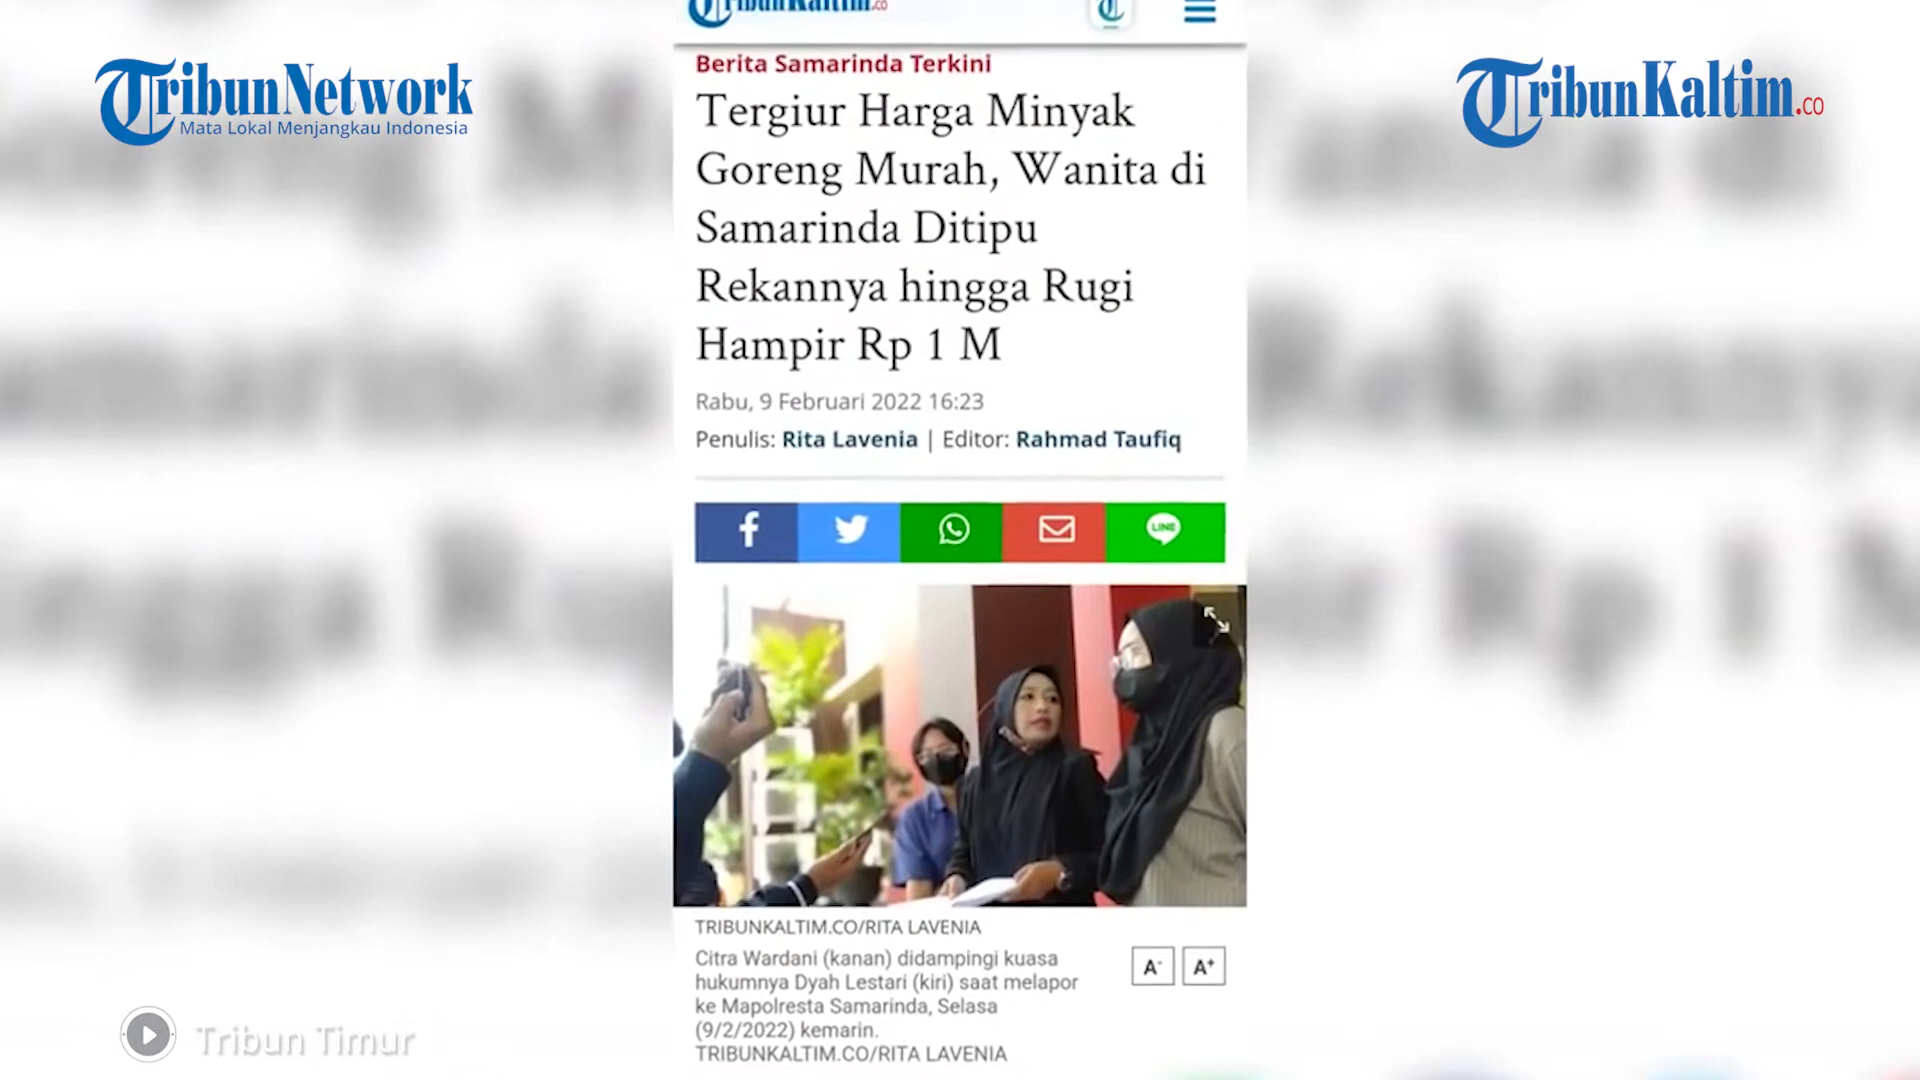 TribunKaltim.co
TribunNetwork
Mata Lokal Menjangkau Indonesia
TribunKaltim.co
Berita Samarinda Terkini
Tergiur Harga Minyak
Goreng Murah, Wanita di
Samarinda Ditipu
Rekannya hingga Rugi
Hampir Rp 1 M
Rabu, 9 Februari 2022 16:23
Penulis: Rita Lavenia | Editor: Rahmad Taufiq
LINE
TRIBUNKALTIM.CO/RITA LAVENIA
Citra Wardani (kanan) didampingi kuasa
hukumnya Dyah Lestari (kiri) saat melapor
ke Mapolresta Samarinda, Selasa
(9/2/2022) kemarin.
TRIBUNKALTIM.CO/RITA LAVENIA
A-
A+
Tribun Timur